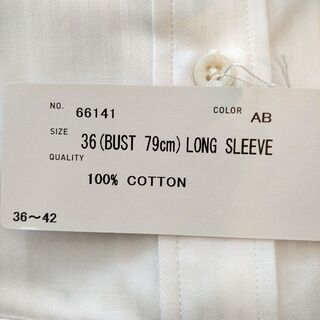 NO. 66141 COLOR AB
SIZE 36(BUST 79cm) LONG SLEEVE
QUALITY
100% COTTON
36～42